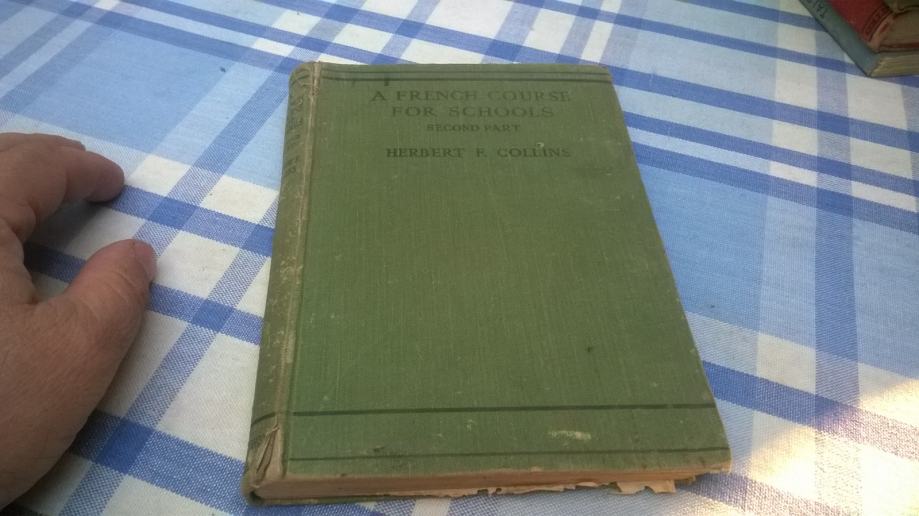 A FRENCH COURSE
FOR SCHOOLS
SECOND PART
HERBERT F. COLLINS